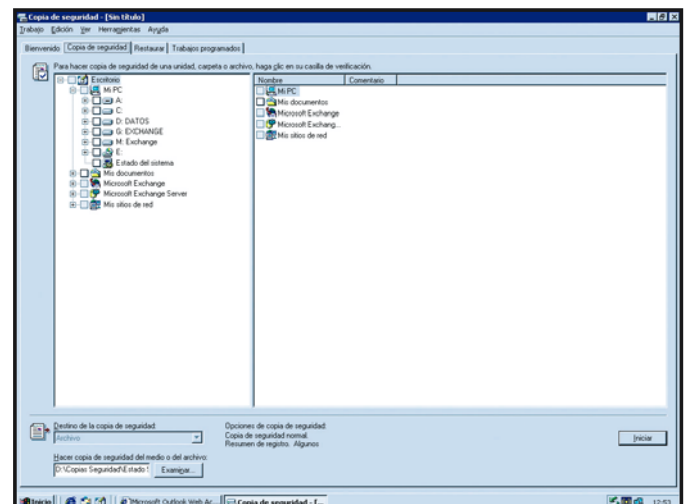 Copia de seguridad - [Sin título]
Trabajo Edición Ver Herramientas Ayuda
Bienvenido Copia de seguridad Restaurar Trabajos programados
Para hacer copia de seguridad de una unidad, carpeta o archivo, haga clic en su casilla de verificación.
Escritorio
Mi PC
A:
C:
D: DATOS
G: EXCHANGE
M: Exchange
E:
Estado del sistema
Mis documentos
Microsoft Exchange
Microsoft Exchange Server
Mis sitios de red
Nombre Comentario
Mi PC
Mis documentos
Microsoft Exchange
Microsoft Exchang...
Mis sitios de red
Destino de la copia de seguridad:
Archivo
Hacer copia de seguridad del medio o del archivo:
D:\Copias Seguridad\Estado Examinar...
Opciones de copia de seguridad:
Copia de seguridad normal.
Resumen de registro. Algunos
Iniciar
Inicio Microsoft Outlook Web Ac... Copia de seguridad - [... 12:53